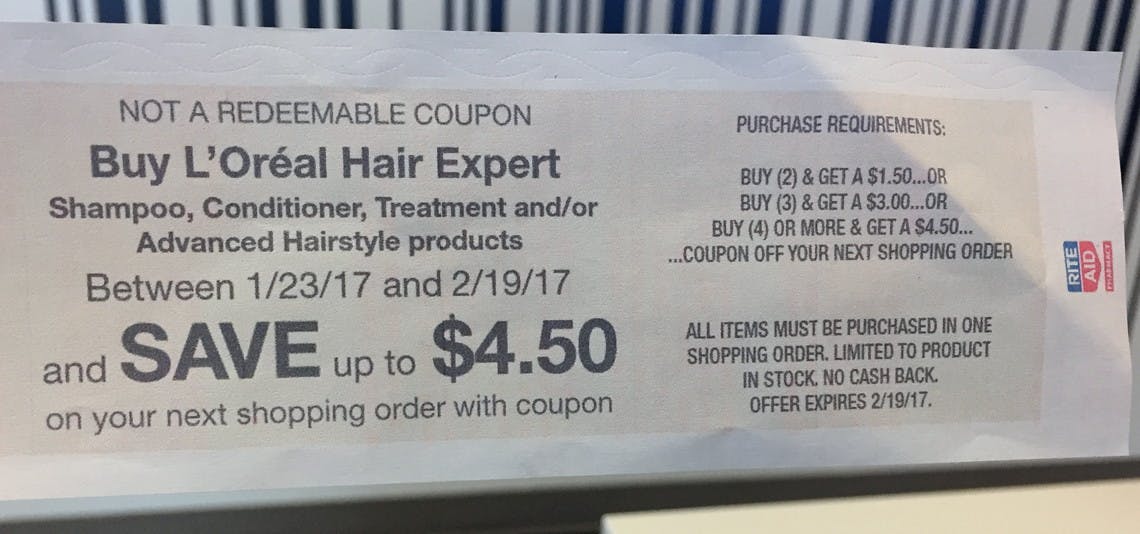 NOT A REDEEMABLE COUPON
Buy L'Oréal Hair Expert
Shampoo, Conditioner, Treatment and/or
Advanced Hairstyle products
Between 1/23/17 and 2/19/17
and SAVE up to $4.50
on your next shopping order with coupon
PURCHASE REQUIREMENTS:
BUY (2) & GET A $1.50...OR
BUY (3) & GET A $3.00...OR
BUY (4) OR MORE & GET A $4.50...
...COUPON OFF YOUR NEXT SHOPPING ORDER
ALL ITEMS MUST BE PURCHASED IN ONE
SHOPPING ORDER. LIMITED TO PRODUCT
IN STOCK. NO CASH BACK.
OFFER EXPIRES 2/19/17.
RITE
AID
PHARMACY